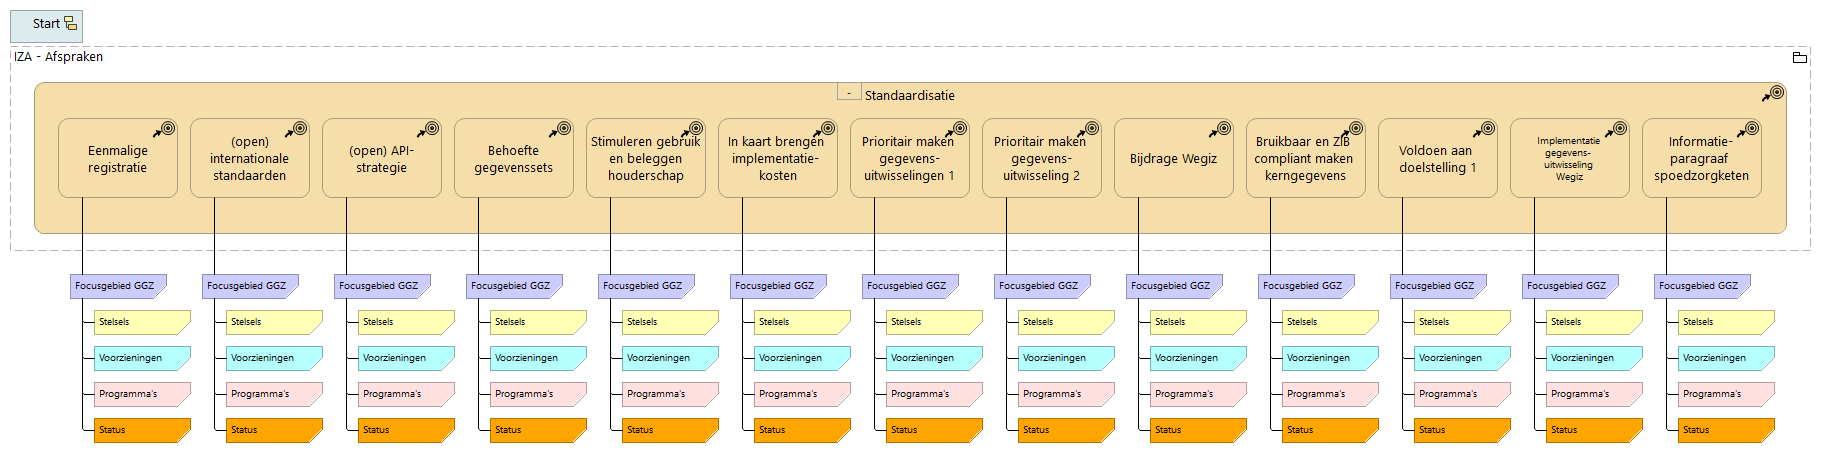 Start
IZA - Afspraken
-
Standaardisatie
Eenmalige
registratie
(open)
internationale
standaarden
(open) API-
strategie
Behoefte
gegevenssets
Stimuleren gebruik
en beleggen
houderschap
In kaart brengen
implementatie-
kosten
Prioritair maken
gegevens-
uitwisselingen 1
Prioritair maken
gegevens-
uitwisseling 2
Bijdrage Wegiz
Bruikbaar en ZIB
compliant maken
kerngegevens
Voldoen aan
doelstelling 1
Implementatie
gegevens-
uitwisseling
Wegiz
Informatie-
paragraaf
spoedzorgketen
Focusgebied GGZ Focusgebied GGZ Focusgebied GGZ Focusgebied GGZ Focusgebied GGZ Focusgebied GGZ Focusgebied GGZ Focusgebied GGZ Focusgebied GGZ Focusgebied GGZ Focusgebied GGZ Focusgebied GGZ Focusgebied GGZ
Stelsels Stelsels Stelsels Stelsels Stelsels Stelsels Stelsels Stelsels Stelsels Stelsels Stelsels Stelsels Stelsels
Voorzieningen Voorzieningen Voorzieningen Voorzieningen Voorzieningen Voorzieningen Voorzieningen Voorzieningen Voorzieningen Voorzieningen Voorzieningen Voorzieningen Voorzieningen
Programma's Programma's Programma's Programma's Programma's Programma's Programma's Programma's Programma's Programma's Programma's Programma's Programma's
Status Status Status Status Status Status Status Status Status Status Status Status Status